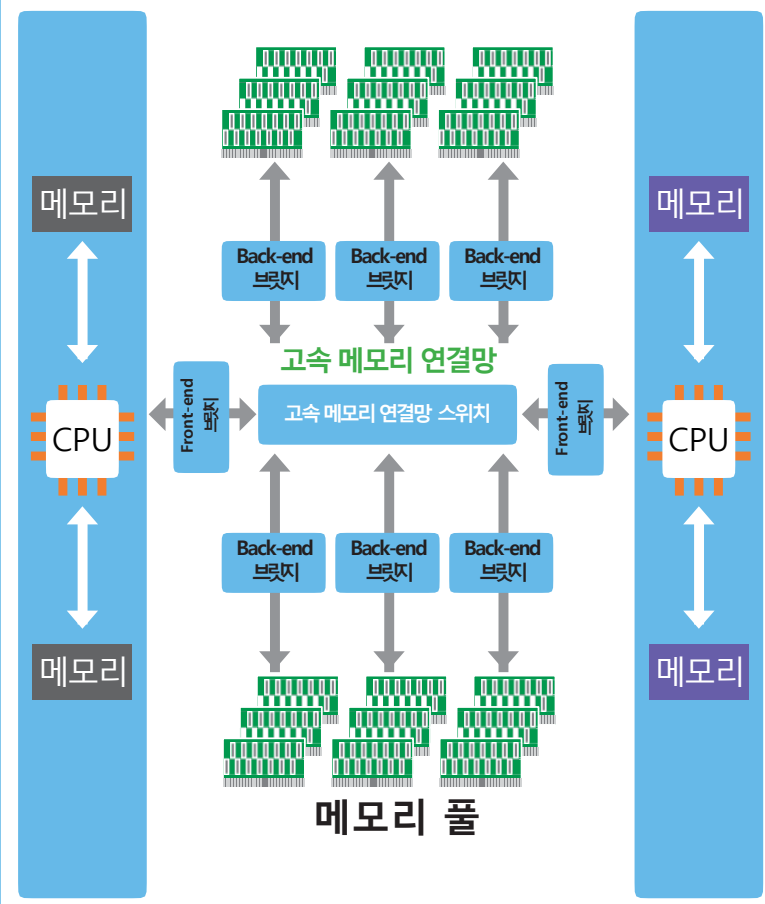 메모리
메모리
Back-end
브릿지
Back-end
브릿지
Back-end
브릿지
고속 메모리 연결망
CPU
Front-end
브릿지
고속 메모리 연결망 스위치
Front-end
브릿지
CPU
Back-end
브릿지
Back-end
브릿지
Back-end
브릿지
메모리
메모리
메모리 풀